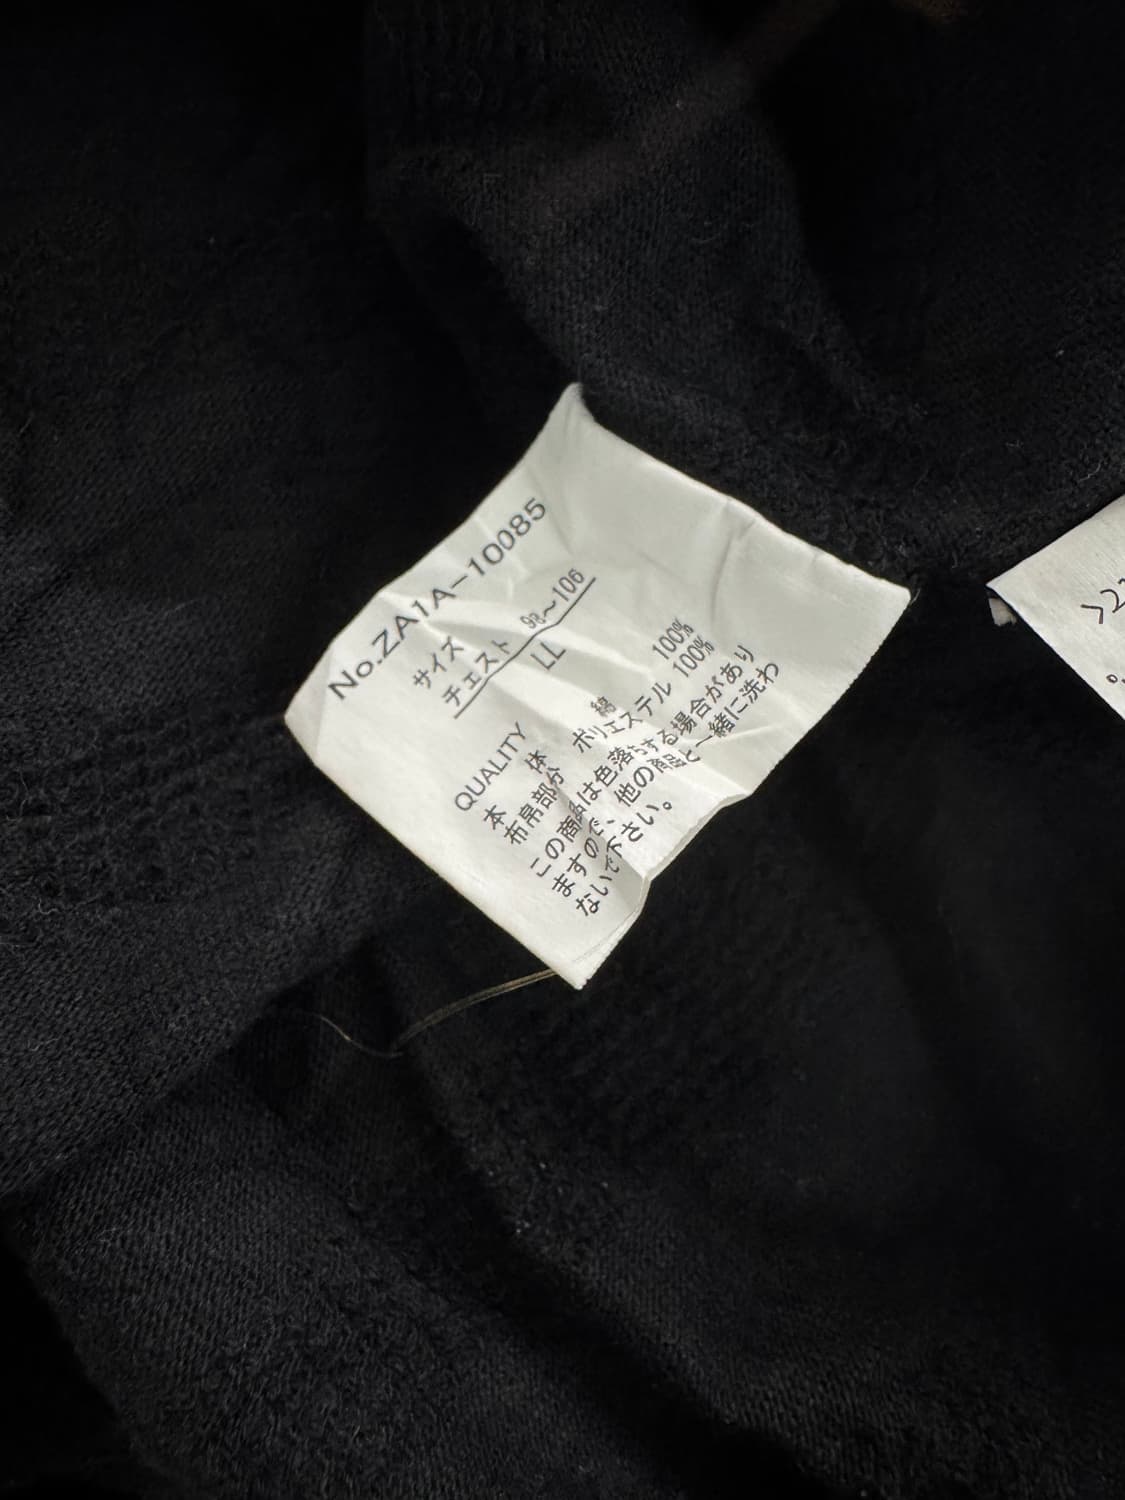 No.ZA1A-10085
サイズ
チェスト 98~106
LL
QUALITY
本体 綿 100%
布帛部分 ポリエステル 100%
この商品は色落ちする場合があり
ますので、他の商品と一緒に洗わ
ないで下さい。